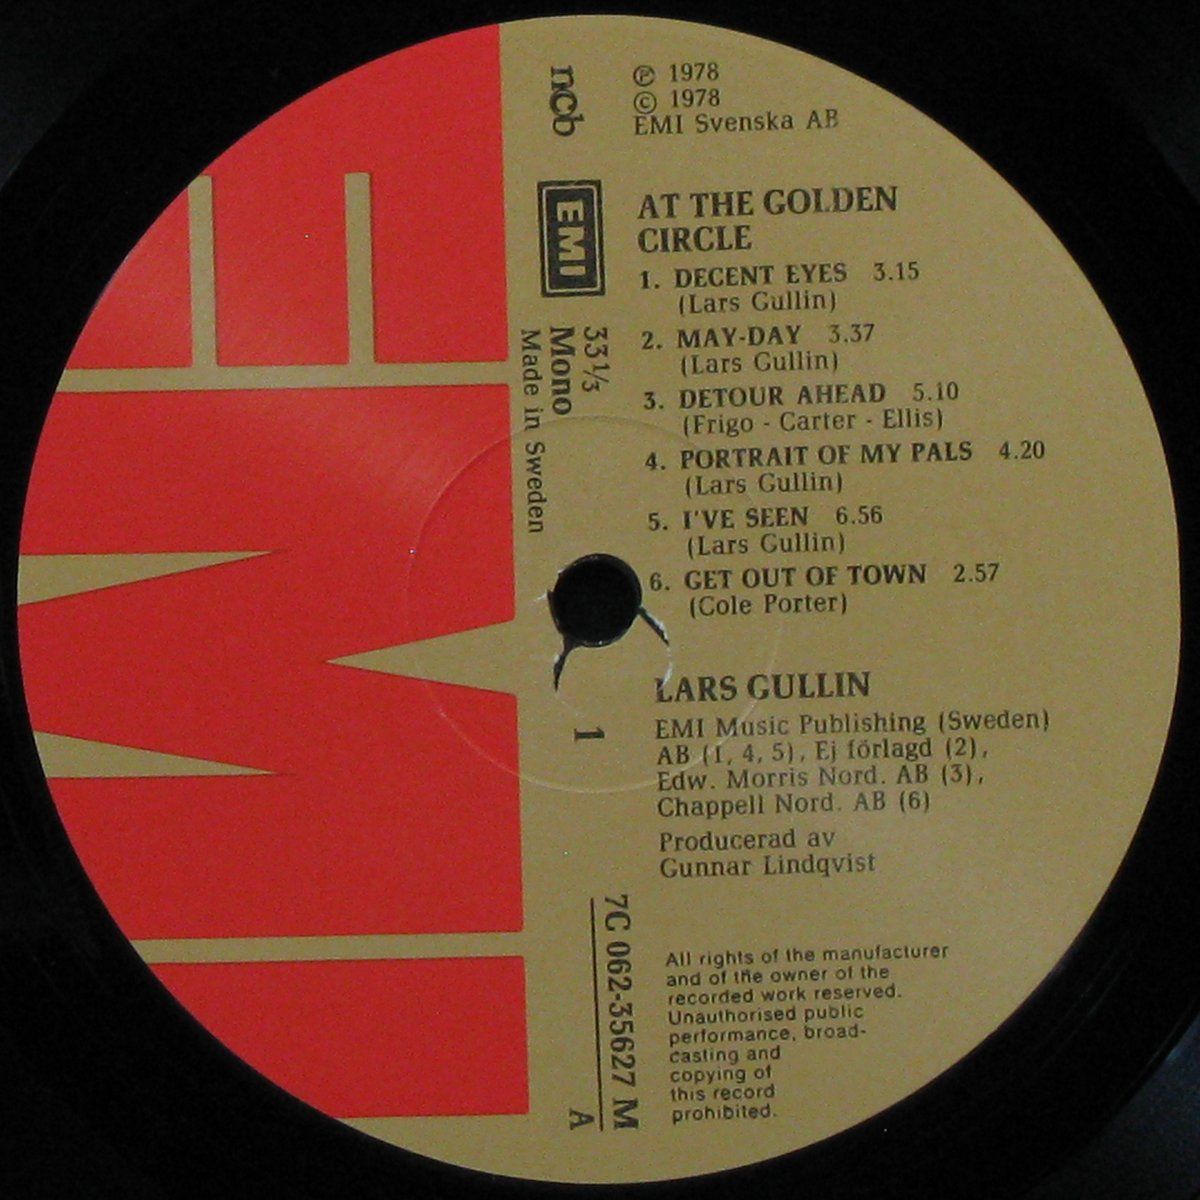 EMI
ncb
EMI
33⅓
Mono
Made in Sweden
℗ 1978
© 1978
EMI Svenska AB
AT THE GOLDEN
CIRCLE
1. DECENT EYES 3.15
(Lars Gullin)
2. MAY-DAY 3.37
(Lars Gullin)
3. DETOUR AHEAD 5.10
(Frigo - Carter - Ellis)
4. PORTRAIT OF MY PALS 4.20
(Lars Gullin)
5. I'VE SEEN 6.56
(Lars Gullin)
6. GET OUT OF TOWN 2.57
(Cole Porter)
LARS GULLIN
1
EMI Music Publishing (Sweden)
AB (1, 4, 5), Ej förlagd (2),
Edw. Morris Nord. AB (3),
Chappell Nord. AB (6)
Producerad av
Gunnar Lindqvist
7C 062-35627 M
A
All rights of the manufacturer
and of the owner of the
recorded work reserved.
Unauthorised public
performance, broad-
casting and
copying of
this record
prohibited.